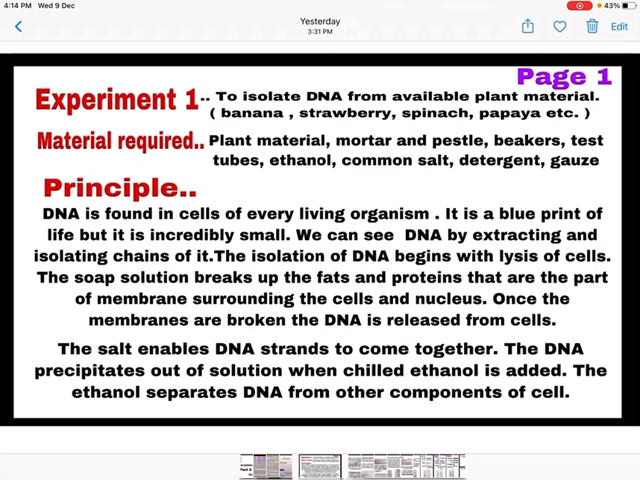 4:14 PM Wed 9 Dec
43%
Yesterday
3:31 PM
Edit
Page 1
Experiment 1.. To isolate DNA from available plant material.
( banana , strawberry, spinach, papaya etc. )
Material required.. Plant material, mortar and pestle, beakers, test
tubes, ethanol, common salt, detergent, gauze
Principle..
DNA is found in cells of every living organism . It is a blue print of
life but it is incredibly small. We can see DNA by extracting and
isolating chains of it.The isolation of DNA begins with lysis of cells.
The soap solution breaks up the fats and proteins that are the part
of membrane surrounding the cells and nucleus. Once the
membranes are broken the DNA is released from cells.
The salt enables DNA strands to come together. The DNA
precipitates out of solution when chilled ethanol is added. The
ethanol separates DNA from other components of cell.